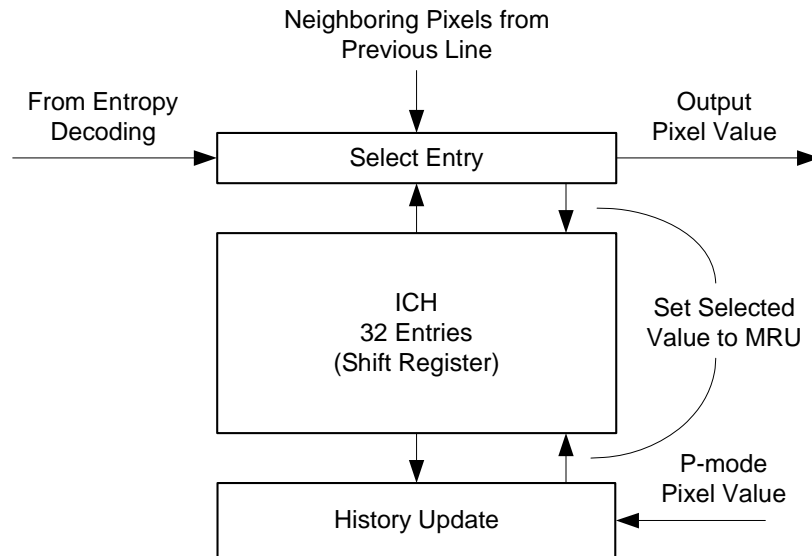 Neighboring Pixels from
Previous Line
From Entropy
Decoding
Output
Pixel Value
Select Entry
ICH
32 Entries
(Shift Register)
Set Selected
Value to MRU
P-mode
Pixel Value
History Update